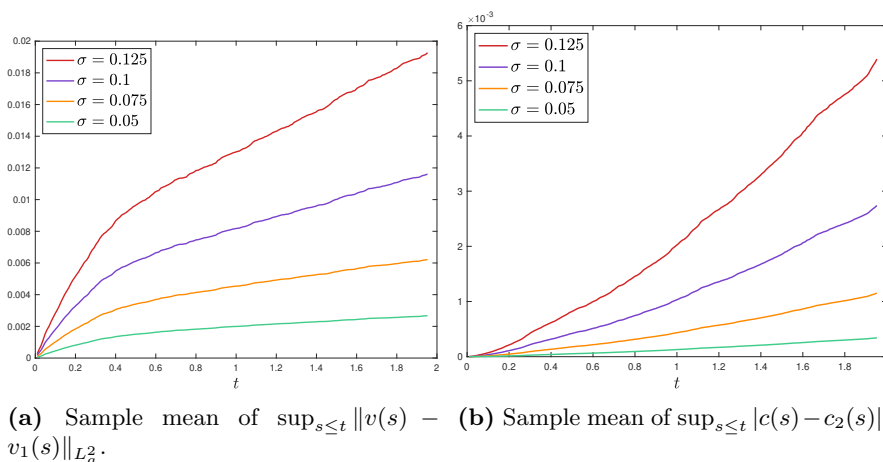 0.02
0.018
0.016
0.014
0.012
0.01
0.008
0.006
0.004
0.002
0
σ = 0.125
σ = 0.1
σ = 0.075
σ = 0.05
0 0.2 0.4 0.6 0.8 1 1.2 1.4 1.6 1.8 2
t
×10⁻³
6
5
4
3
2
1
0
σ = 0.125
σ = 0.1
σ = 0.075
σ = 0.05
0 0.2 0.4 0.6 0.8 1 1.2 1.4 1.6 1.8
t
(a) Sample mean of sup_{s≤t} ‖v(s) −
v₁(s)‖_{L²_a}.
(b) Sample mean of sup_{s≤t} |c(s)−c₂(s)|